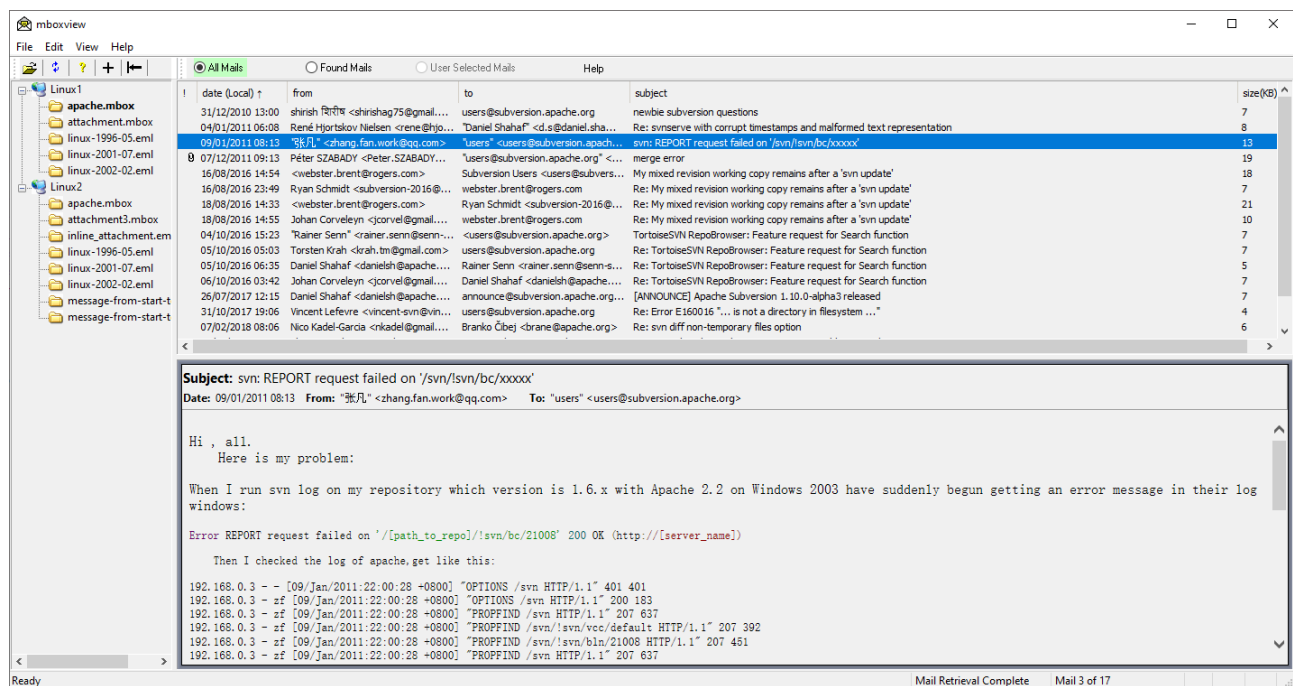 mboxview
File Edit View Help
All Mails Found Mails User Selected Mails Help
Linux1
apache.mbox
attachment.mbox
linux-1996-05.eml
linux-2001-07.eml
linux-2002-02.eml
Linux2
apache.mbox
attachment3.mbox
inline_attachment.em
linux-1996-05.eml
linux-2001-07.eml
linux-2002-02.eml
message-from-start-t
message-from-start-t
! date (Local) ↑ from to subject size(KB)
31/12/2010 13:00 shirish शिरीष <shirishag75@gmail.... users@subversion.apache.org newbie subversion questions 7
04/01/2011 06:08 René Hjortskov Nielsen <rene@hjo... "Daniel Shahaf" <d.s@daniel.sha... Re: svnserve with corrupt timestamps and malformed text representation 8
09/01/2011 08:13 "张凡" <zhang.fan.work@qq.com> "users" <users@subversion.apach... svn: REPORT request failed on '/svn/!svn/bc/xxxxx' 13
07/12/2011 09:13 Péter SZABADY <Peter.SZABADY... "users@subversion.apache.org" <... merge error 19
16/08/2016 14:54 <webster.brent@rogers.com> Subversion Users <users@subvers... My mixed revision working copy remains after a 'svn update' 18
16/08/2016 23:49 Ryan Schmidt <subversion-2016@... webster.brent@rogers.com Re: My mixed revision working copy remains after a 'svn update' 7
18/08/2016 14:33 <webster.brent@rogers.com> Ryan Schmidt <subversion-2016@... Re: My mixed revision working copy remains after a 'svn update' 21
18/08/2016 14:55 Johan Corveleyn <jcorvel@gmail.... webster.brent@rogers.com Re: My mixed revision working copy remains after a 'svn update' 10
04/10/2016 15:23 "Rainer Senn" <rainer.senn@senn-... <users@subversion.apache.org> TortoiseSVN RepoBrowser: Feature request for Search function 7
05/10/2016 05:03 Torsten Krah <krah.tm@gmail.com> users@subversion.apache.org Re: TortoiseSVN RepoBrowser: Feature request for Search function 7
05/10/2016 06:35 Daniel Shahaf <danielsh@apache.... Rainer Senn <rainer.senn@senn-s... Re: TortoiseSVN RepoBrowser: Feature request for Search function 5
06/10/2016 03:42 Johan Corveleyn <jcorvel@gmail.... Daniel Shahaf <danielsh@apache.... Re: TortoiseSVN RepoBrowser: Feature request for Search function 7
26/07/2017 12:15 Daniel Shahaf <danielsh@apache.... announce@subversion.apache.org... [ANNOUNCE] Apache Subversion 1.10.0-alpha3 released 7
31/10/2017 19:06 Vincent Lefevre <vincent-svn@vin... users@subversion.apache.org Re: Error E160016 "... is not a directory in filesystem ..." 4
07/02/2018 08:06 Nico Kadel-Garcia <nkadel@gmail.... Branko Čibej <brane@apache.org> Re: svn diff non-temporary files option 6
Subject: svn: REPORT request failed on '/svn/!svn/bc/xxxxx'
Date: 09/01/2011 08:13 From: "张凡" <zhang.fan.work@qq.com> To: "users" <users@subversion.apache.org>
Hi , all.
Here is my problem:
When I run svn log on my repository which version is 1.6.x with Apache 2.2 on Windows 2003 have suddenly begun getting an error message in their log
windows:
Error REPORT request failed on '/[path_to_repo]/!svn/bc/21008' 200 OK (http://[server_name])
Then I checked the log of apache,get like this:
192.168.0.3 - - [09/Jan/2011:22:00:28 +0800] "OPTIONS /svn HTTP/1.1" 401 401
192.168.0.3 - zf [09/Jan/2011:22:00:28 +0800] "OPTIONS /svn HTTP/1.1" 200 183
192.168.0.3 - zf [09/Jan/2011:22:00:28 +0800] "PROPFIND /svn HTTP/1.1" 207 637
192.168.0.3 - zf [09/Jan/2011:22:00:28 +0800] "PROPFIND /svn/!svn/vcc/default HTTP/1.1" 207 392
192.168.0.3 - zf [09/Jan/2011:22:00:28 +0800] "PROPFIND /svn/!svn/bln/21008 HTTP/1.1" 207 451
192.168.0.3 - zf [09/Jan/2011:22:00:28 +0800] "PROPFIND /svn HTTP/1.1" 207 637
Ready Mail Retrieval Complete Mail 3 of 17